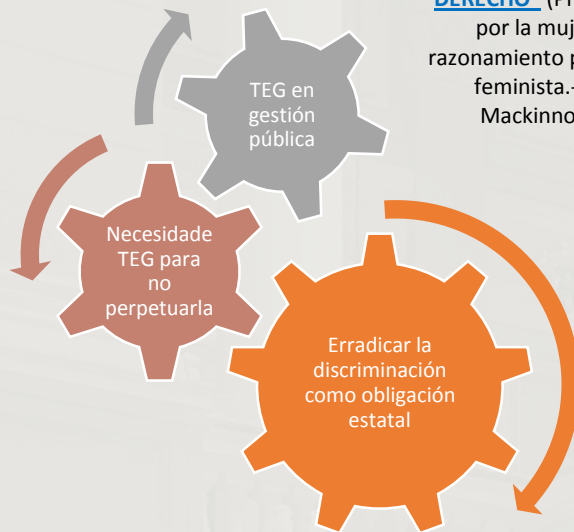 DERECHO" (Pr
por la muj
razonamiento p
feminista.-
Mackinno
TEG en
gestión
pública
Necesidade
TEG para
no
perpetuarla
Erradicar la
discriminación
como obligación
estatal